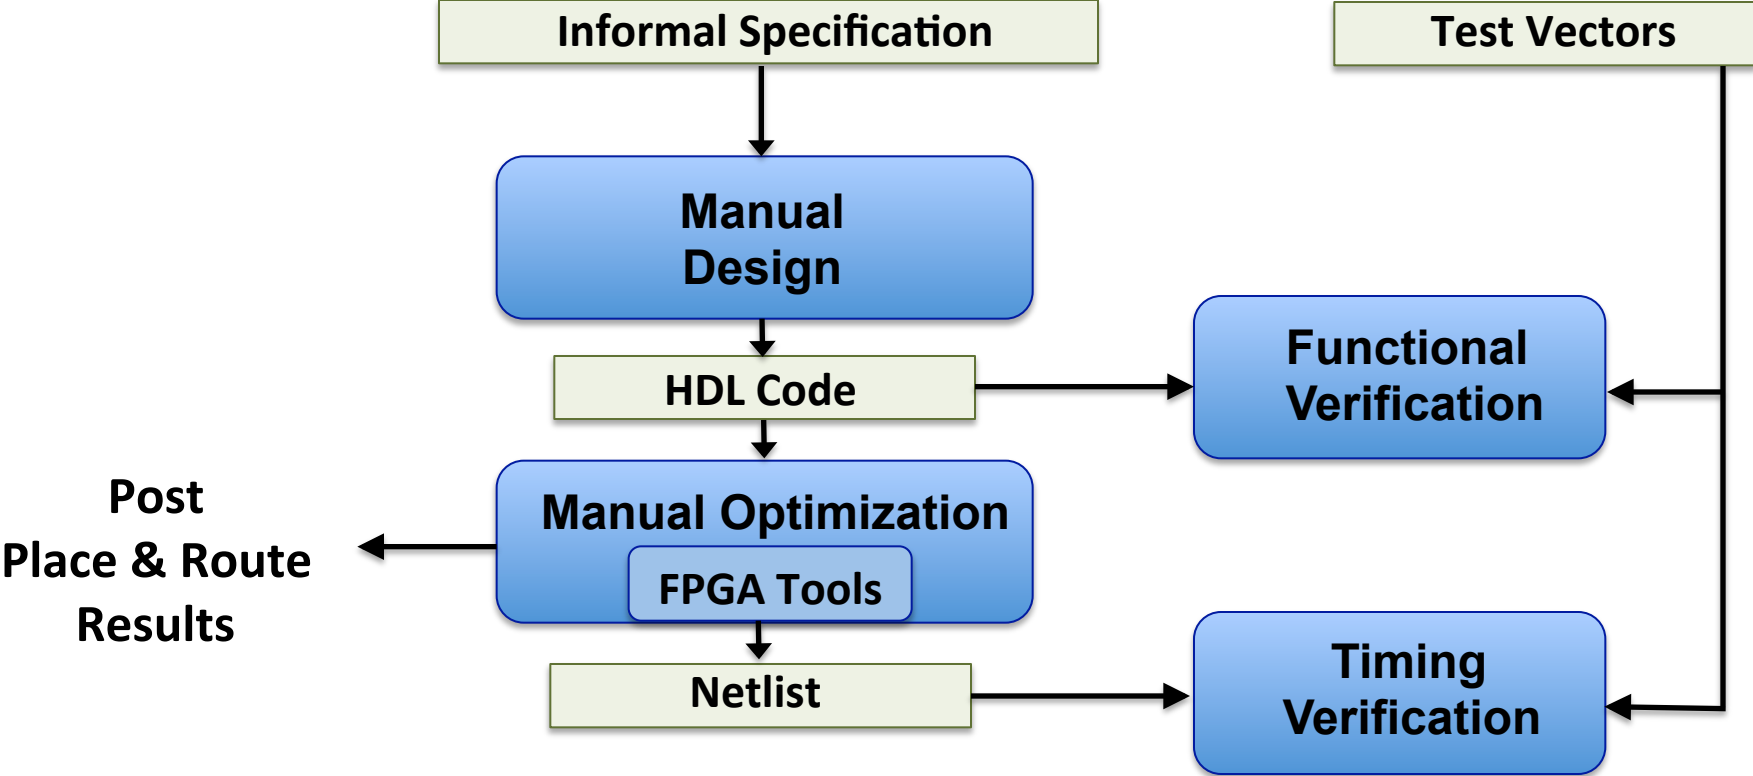 Informal Specification
Test Vectors
Manual
Design
Functional
Verification
HDL Code
Manual Optimization
FPGA Tools
Post
Place & Route
Results
Netlist
Timing
Verification